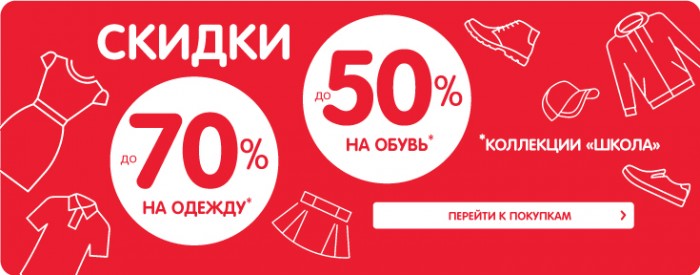 СКИДКИ
до 70%
НА ОДЕЖДУ*
до 50%
НА ОБУВЬ*
*КОЛЛЕКЦИИ «ШКОЛА»
ПЕРЕЙТИ К ПОКУПКАМ >